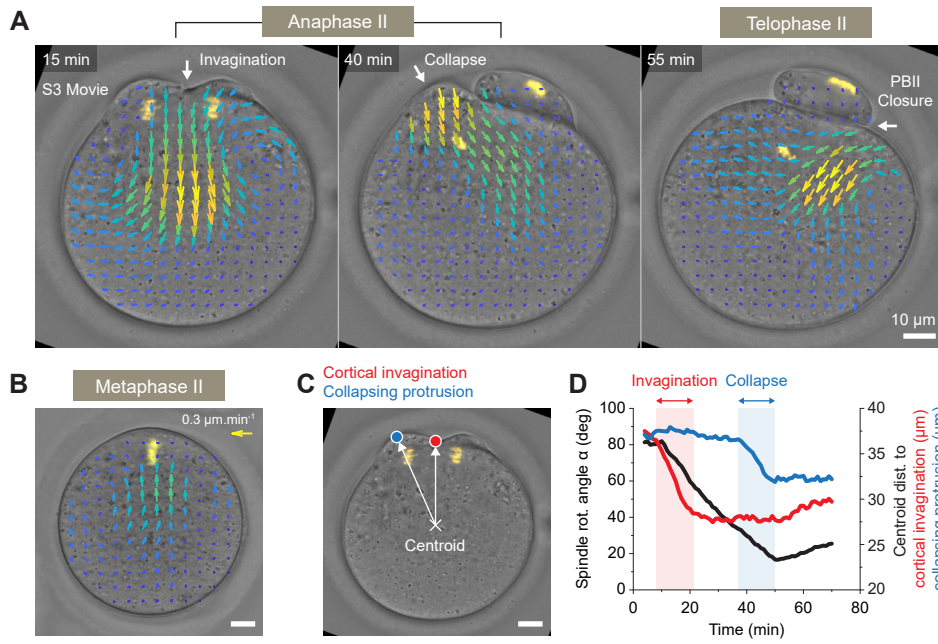 A
Anaphase II
Telophase II
15 min
Invagination
S3 Movie
40 min
Collapse
55 min
PBII
Closure
10 µm
B
Metaphase II
0.3 µm.min⁻¹
C
Cortical invagination
Collapsing protrusion
Centroid
D
Invagination
Collapse
Spindle rot. angle α (deg)
100
80
60
40
20
0
0
20
40
60
80
Time (min)
40
35
30
25
20
Centroid dist. to
cortical invagination (µm)
collapsing protrusion (µm)